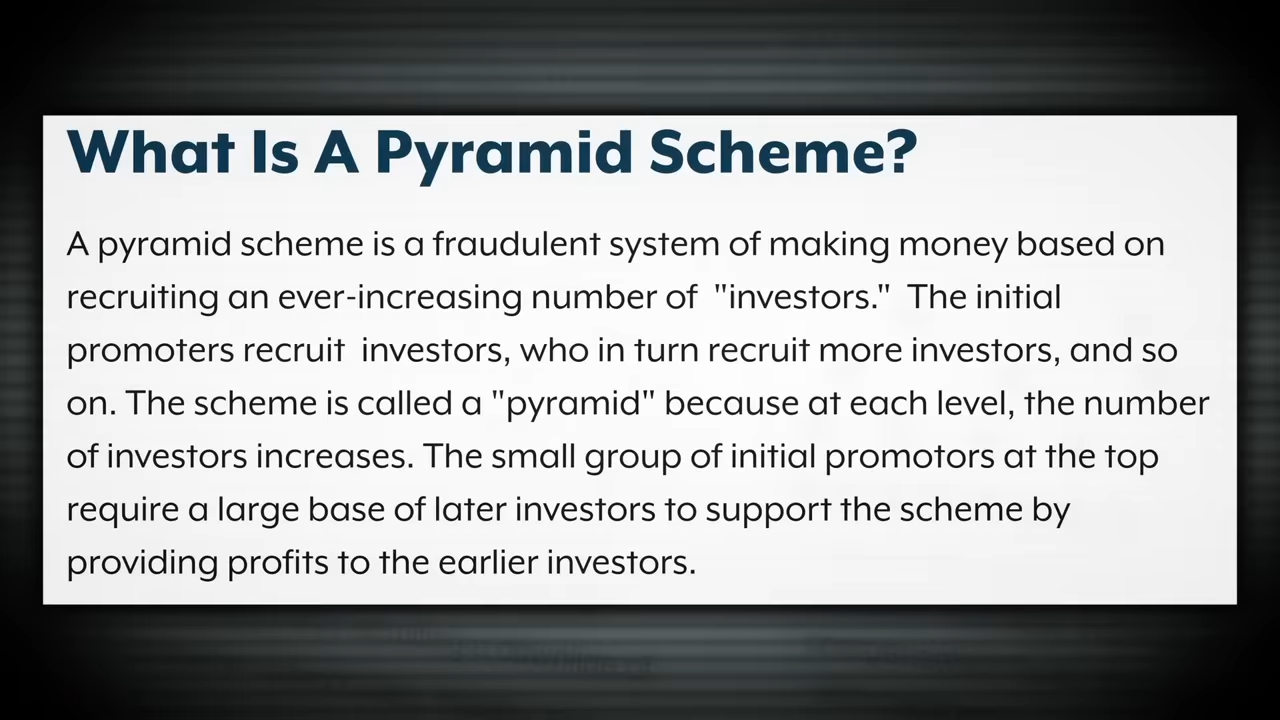 What Is A Pyramid Scheme?
A pyramid scheme is a fraudulent system of making money based on
recruiting an ever-increasing number of  "investors."  The initial
promoters recruit  investors, who in turn recruit more investors, and so
on. The scheme is called a "pyramid" because at each level, the number
of investors increases. The small group of initial promotors at the top
require a large base of later investors to support the scheme by
providing profits to the earlier investors.